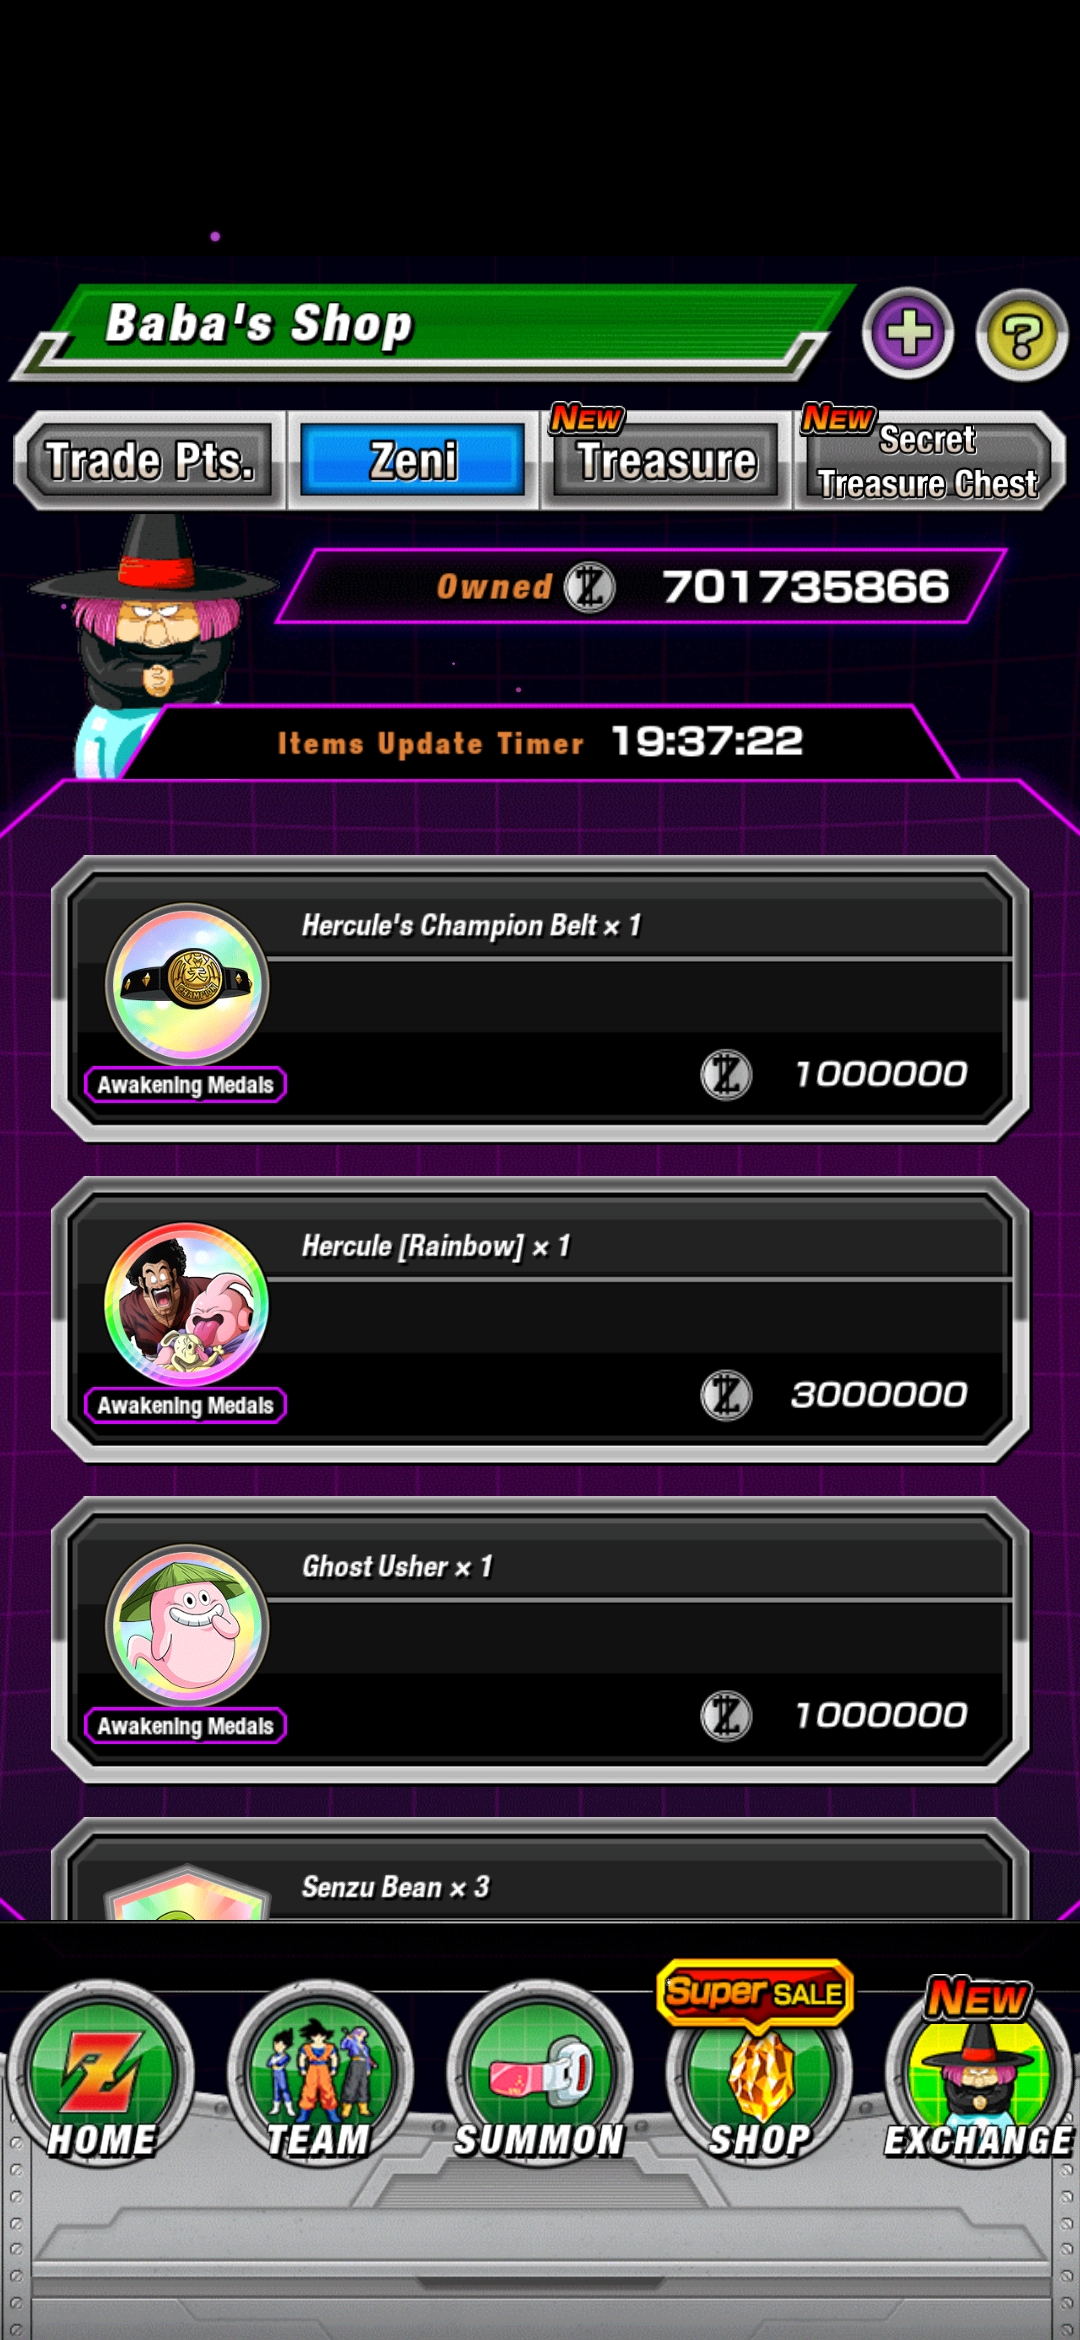 Baba's Shop
Trade Pts.
Zeni
NEW
Treasure
NEW
Secret
Treasure Chest
Owned 701735866
Items Update Timer 19:37:22
Hercule's Champion Belt × 1
CHAMPION
Awakening Medals
1000000
Hercule [Rainbow] × 1
Awakening Medals
3000000
Ghost Usher × 1
Awakening Medals
1000000
Senzu Bean × 3
Super SALE
NEW
HOME
TEAM
SUMMON
SHOP
EXCHANGE